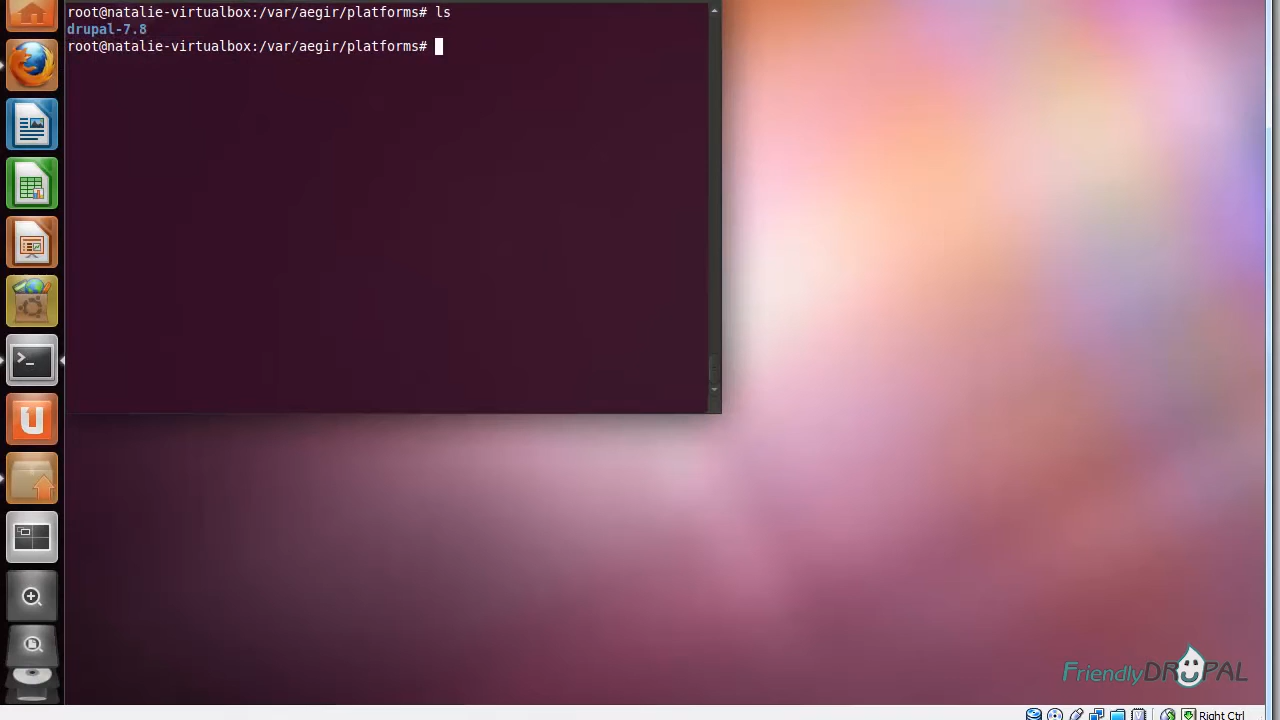 root@natalie-virtualbox:/var/aegir/platforms# ls
drupal-7.8
root@natalie-virtualbox:/var/aegir/platforms#
FriendlyDRUPAL
Right Ctrl